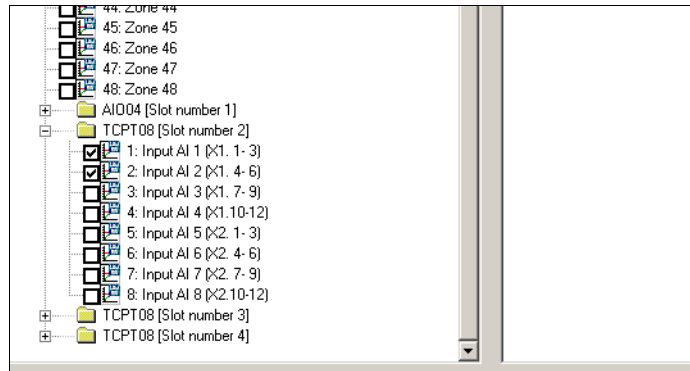 44: Zone 44
45: Zone 45
46: Zone 46
47: Zone 47
48: Zone 48
AIO04 [Slot number 1]
TCPT08 [Slot number 2]
1: Input AI 1 (X1. 1- 3)
2: Input AI 2 (X1. 4- 6)
3: Input AI 3 (X1. 7- 9)
4: Input AI 4 (X1.10-12)
5: Input AI 5 (X2. 1- 3)
6: Input AI 6 (X2. 4- 6)
7: Input AI 7 (X2. 7- 9)
8: Input AI 8 (X2.10-12)
TCPT08 [Slot number 3]
TCPT08 [Slot number 4]